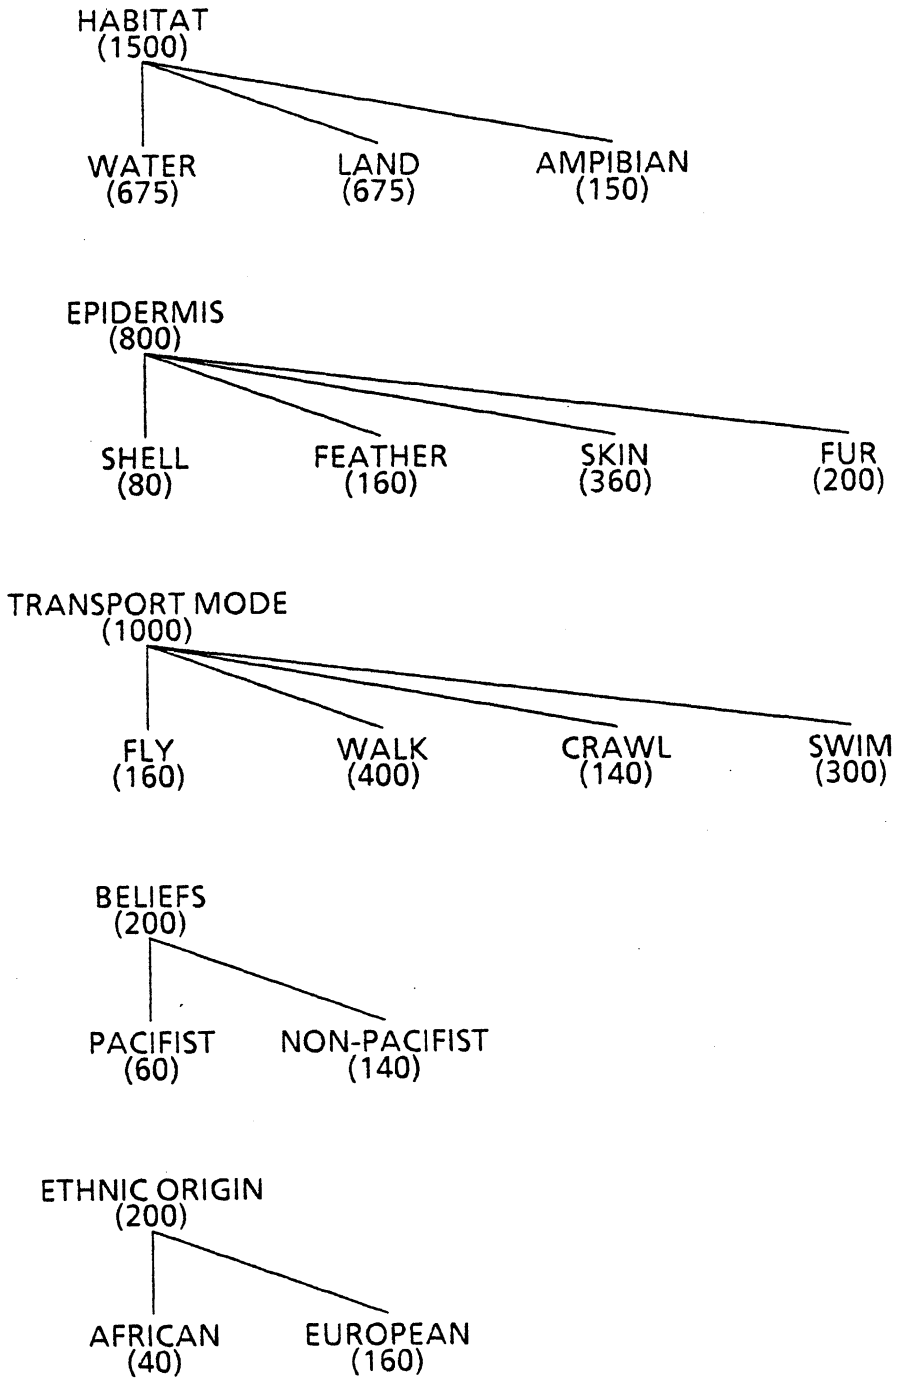 HABITAT
(1500)
WATER LAND AMPIBIAN
(675) (675) (150)
EPIDERMIS
(800)
SHELL FEATHER SKIN FUR
(80) (160) (360) (200)
TRANSPORT MODE
(1000)
FLY WALK CRAWL SWIM
(160) (400) (140) (300)
BELIEFS
(200)
PACIFIST NON-PACIFIST
(60) (140)
ETHNIC ORIGIN
(200)
AFRICAN EUROPEAN
(40) (160)